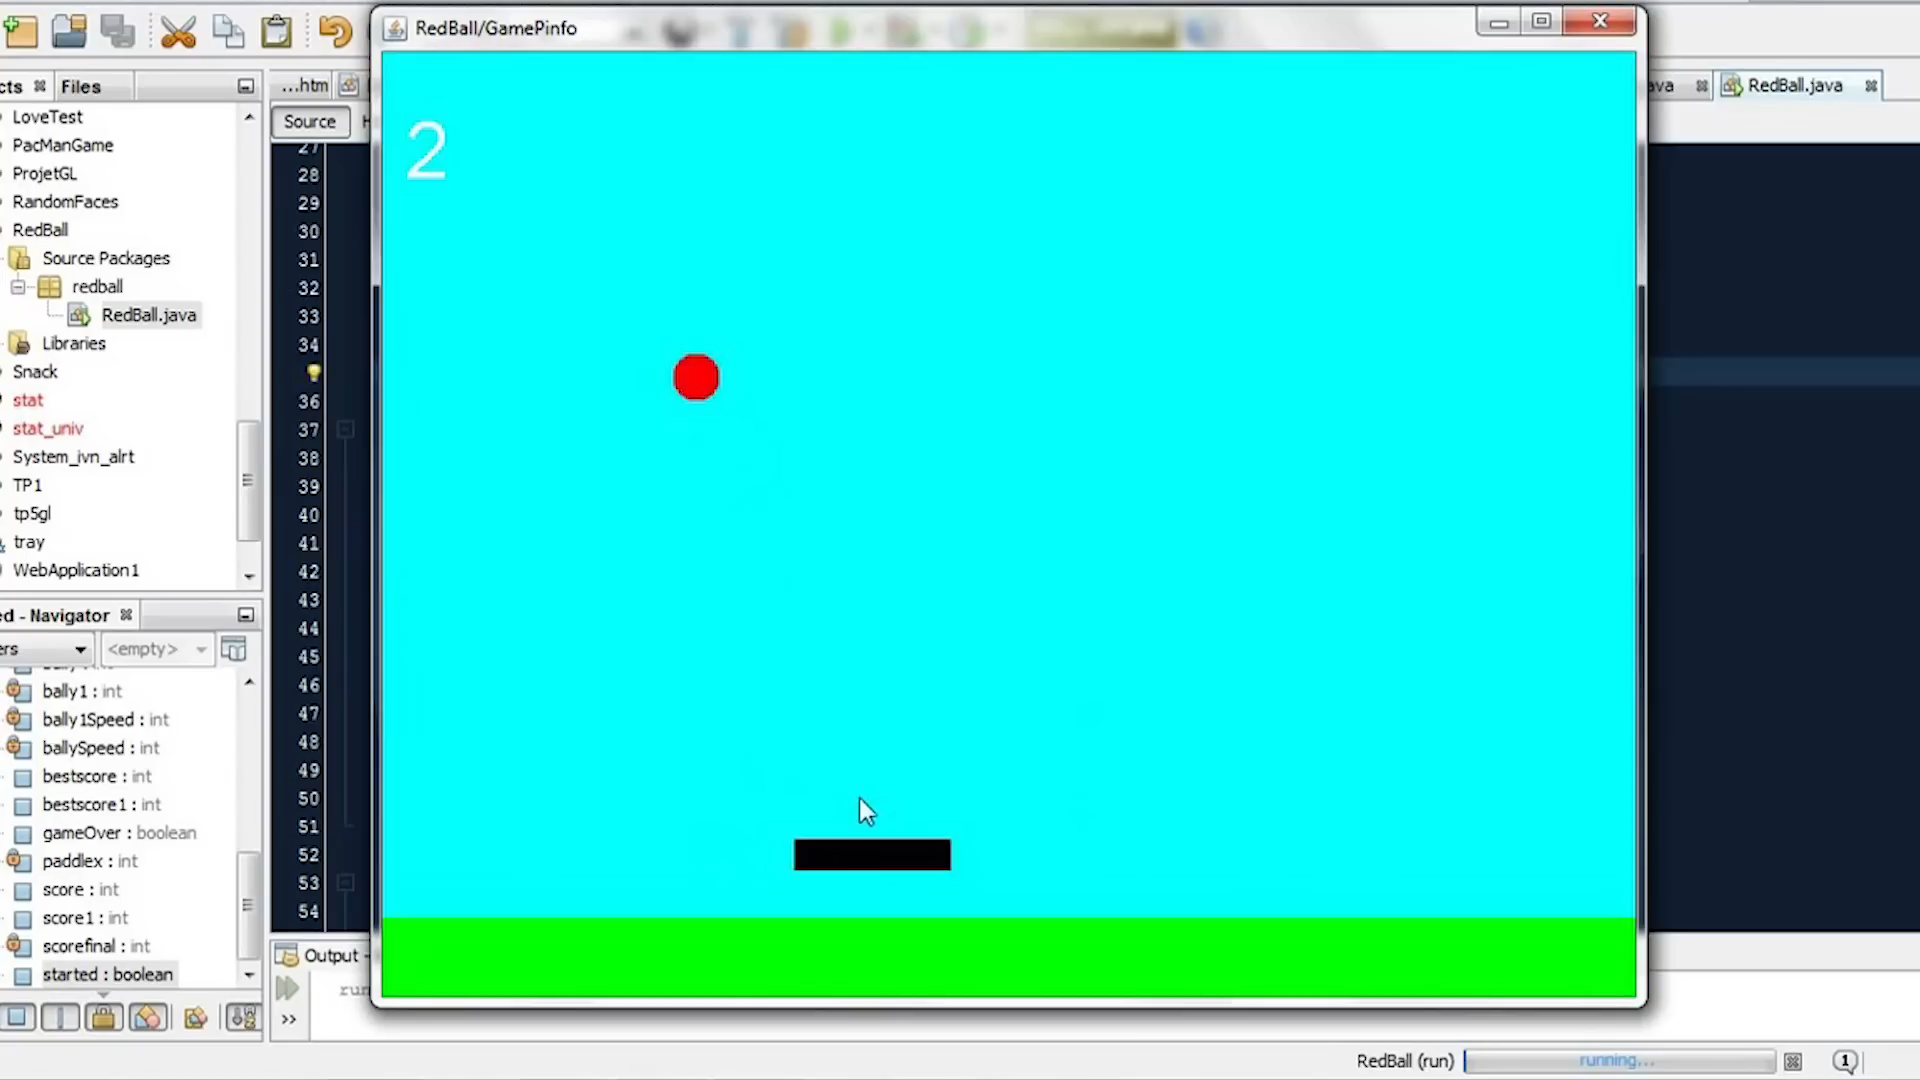 RedBall/GamePinfo
cts
Files
...htm
RedBall.java
Source
2
LoveTest
PacManGame
ProjetGL
RandomFaces
RedBall
Source Packages
redball
RedBall.java
Libraries
Snack
stat
stat_univ
System_ivn_alrt
TP1
tp5gl
tray
WebApplication1
27
28
29
30
31
32
33
34
36
37
38
39
40
41
42
43
44
45
46
47
48
49
50
51
52
53
54
ed - Navigator
ers
<empty>
bally1 : int
bally1Speed : int
ballySpeed : int
bestscore : int
bestscore1 : int
gameOver : boolean
paddlex : int
score : int
score1 : int
scorefinal : int
started : boolean
Output -
run
RedBall (run)
running...
1